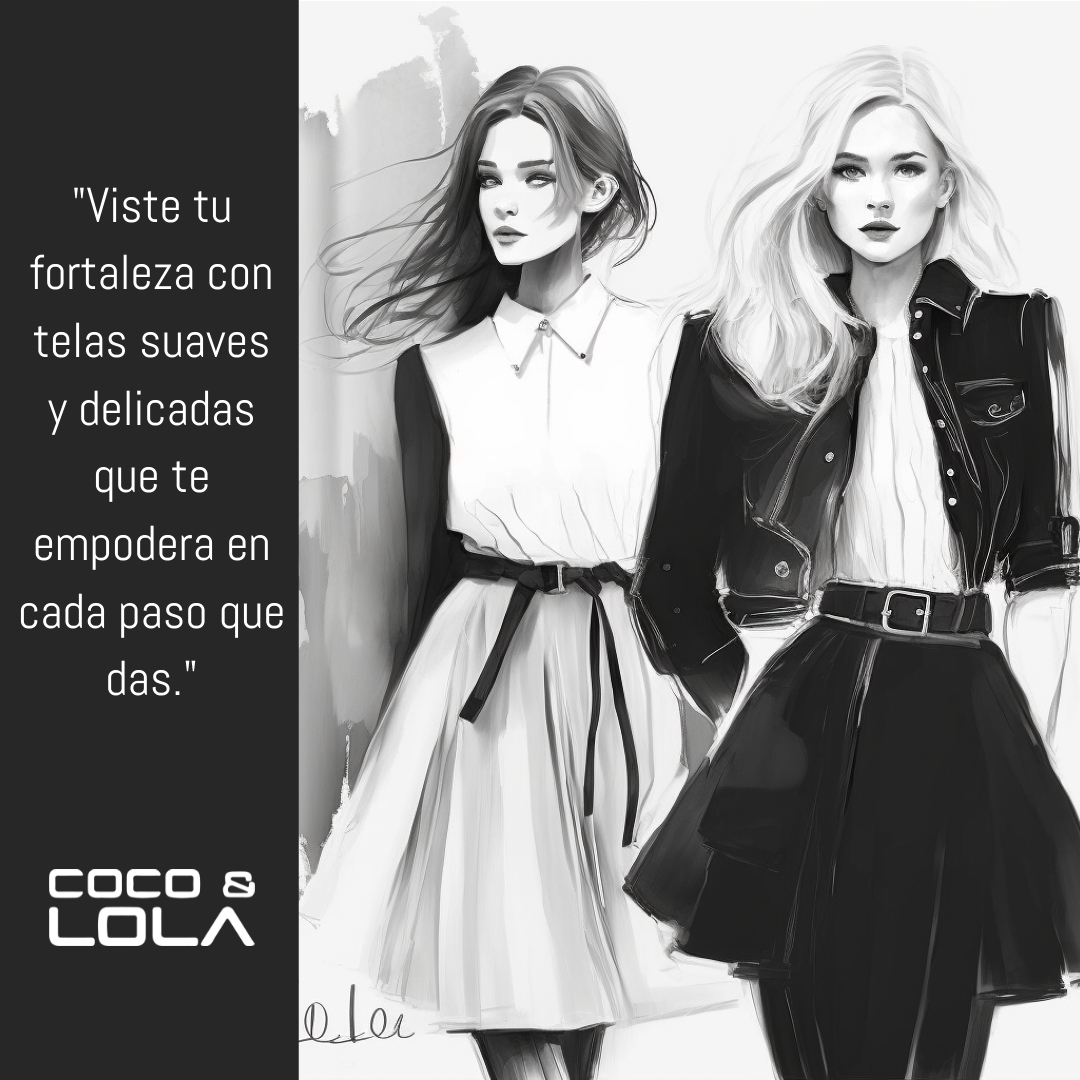 "Viste tu
fortaleza con
telas suaves
y delicadas
que te
empodera en
cada paso que
das."
COCO &
LOLA